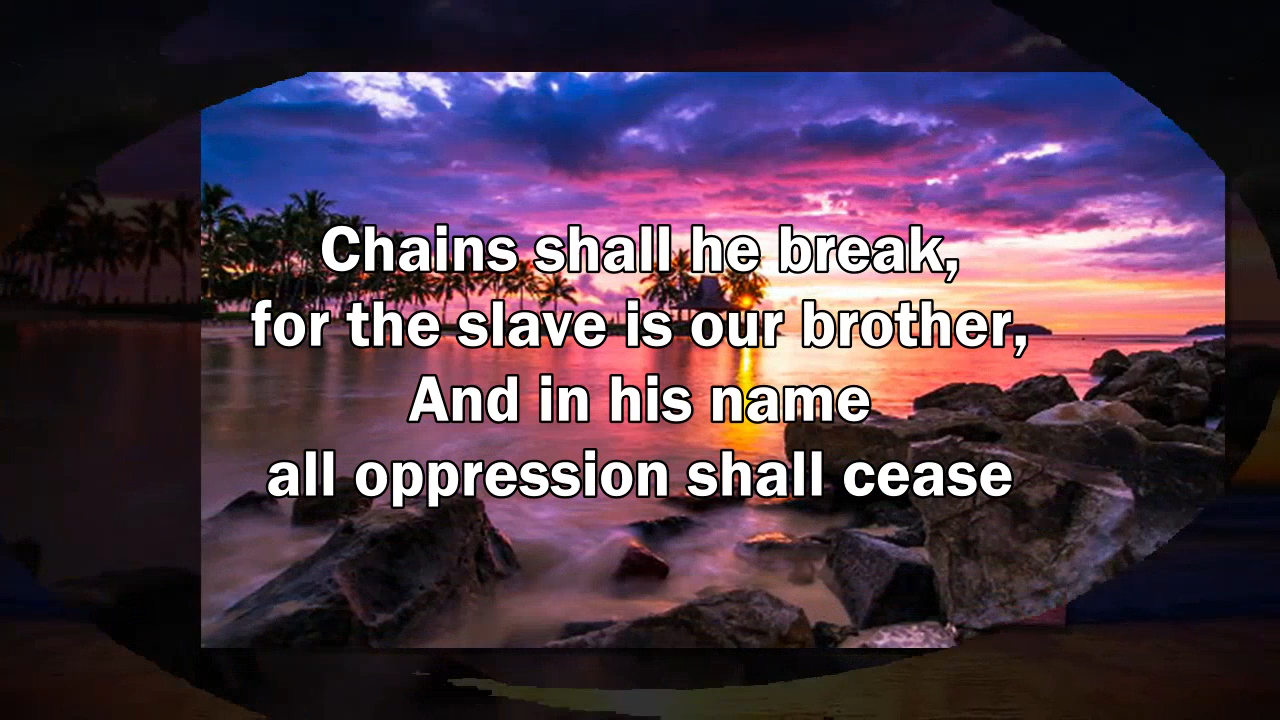 Chains shall he break,
for the slave is our brother,
And in his name
all oppression shall cease